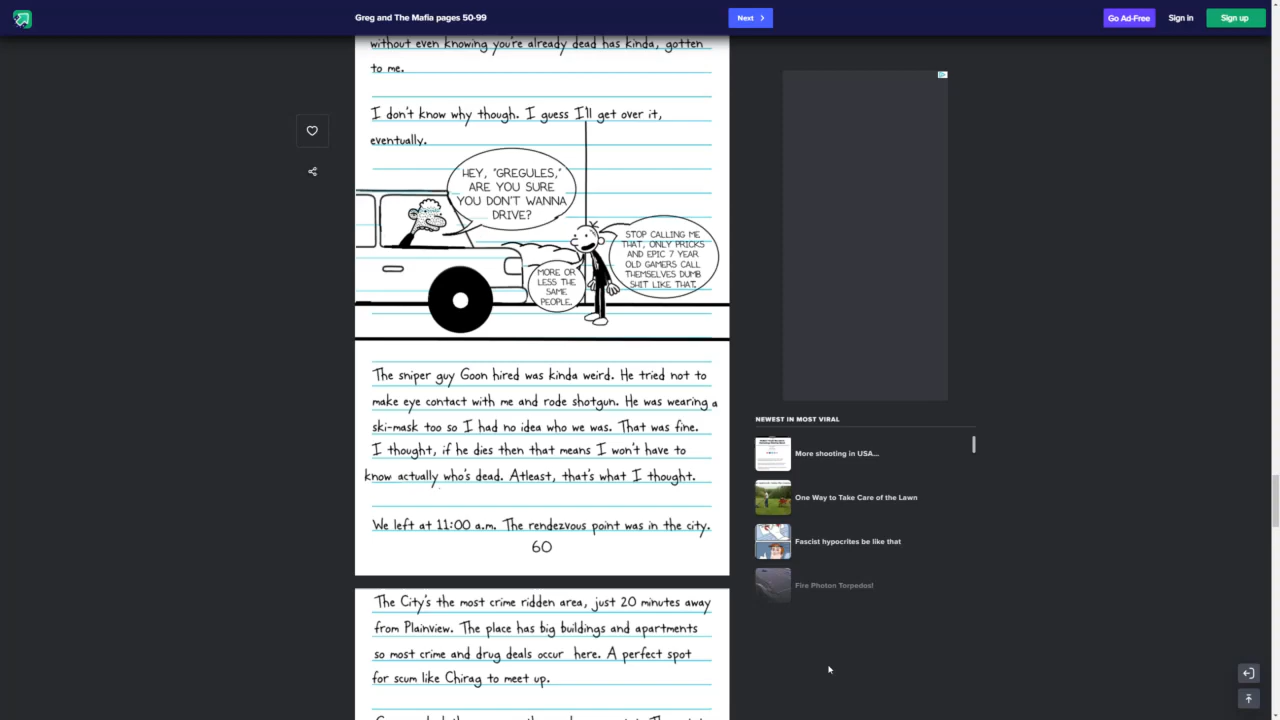 Greg and The Mafia pages 50-99
Next
Go Ad-Free
Sign in
Sign up
without even knowing you're already dead has kinda, gotten
to me.
I don't know why though. I guess I'll get over it,
eventually.
HEY, "GREGULES,"
ARE YOU SURE
YOU DON'T WANNA
DRIVE?
STOP CALLING ME
THAT, ONLY PRICKS
AND EPIC 7 YEAR
OLD GAMERS CALL
THEMSELVES DUMB
SHIT LIKE THAT.
MORE OR
LESS THE
SAME
PEOPLE.
The sniper guy Goon hired was kinda weird. He tried not to
make eye contact with me and rode shotgun. He was wearing a
ski-mask too so I had no idea who we was. That was fine.
I thought, if he dies then that means I won't have to
know actually who's dead. Atleast, that's what I thought.
We left at 11:00 a.m. The rendezvous point was in the city.
60
The City's the most crime ridden area, just 20 minutes away
from Plainview. The place has big buildings and apartments
so most crime and drug deals occur here. A perfect spot
for scum like Chirag to meet up.
NEWEST IN MOST VIRAL
More shooting in USA...
One Way to Take Care of the Lawn
Fascist hypocrites be like that
Fire Photon Torpedos!